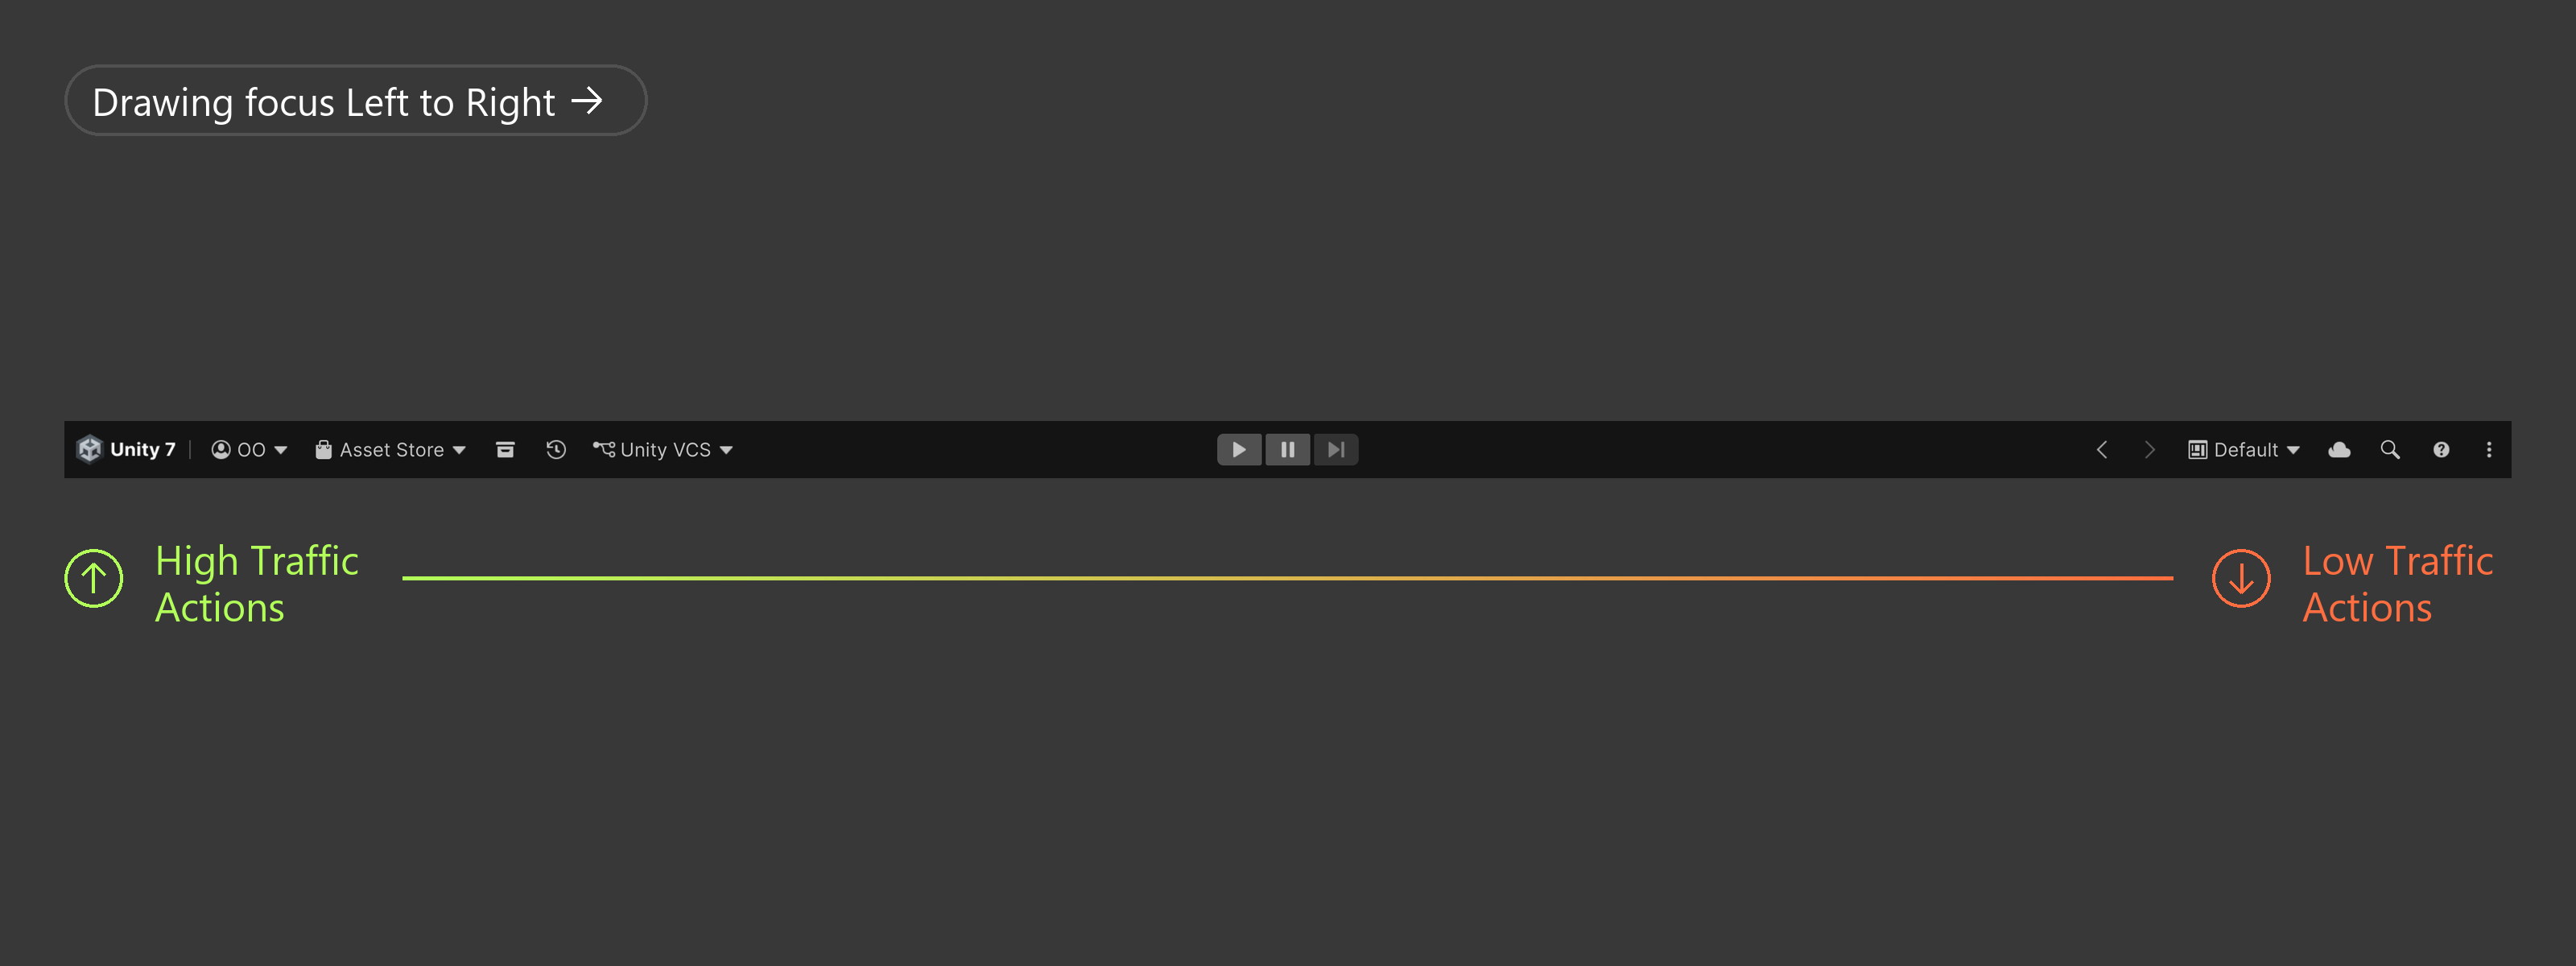 Drawing focus Left to Right →
Unity 7 | OO Asset Store Unity VCS Default
High Traffic
Actions
Low Traffic
Actions